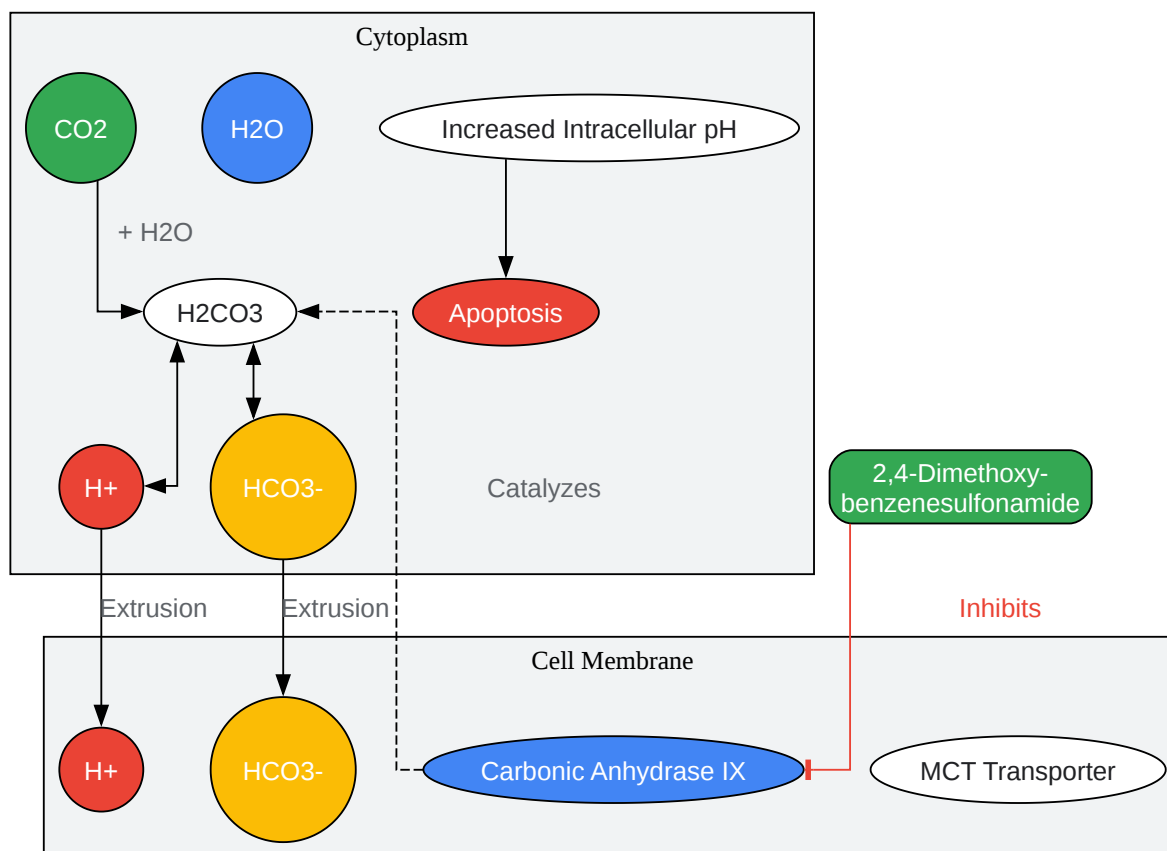 Cytoplasm
CO2
H2O
Increased Intracellular pH
+ H2O
H2CO3
Apoptosis
H+
HCO3-
Catalyzes
2,4-Dimethoxy-
benzenesulfonamide
Extrusion
Extrusion
Inhibits
Cell Membrane
H+
HCO3-
Carbonic Anhydrase IX
MCT Transporter